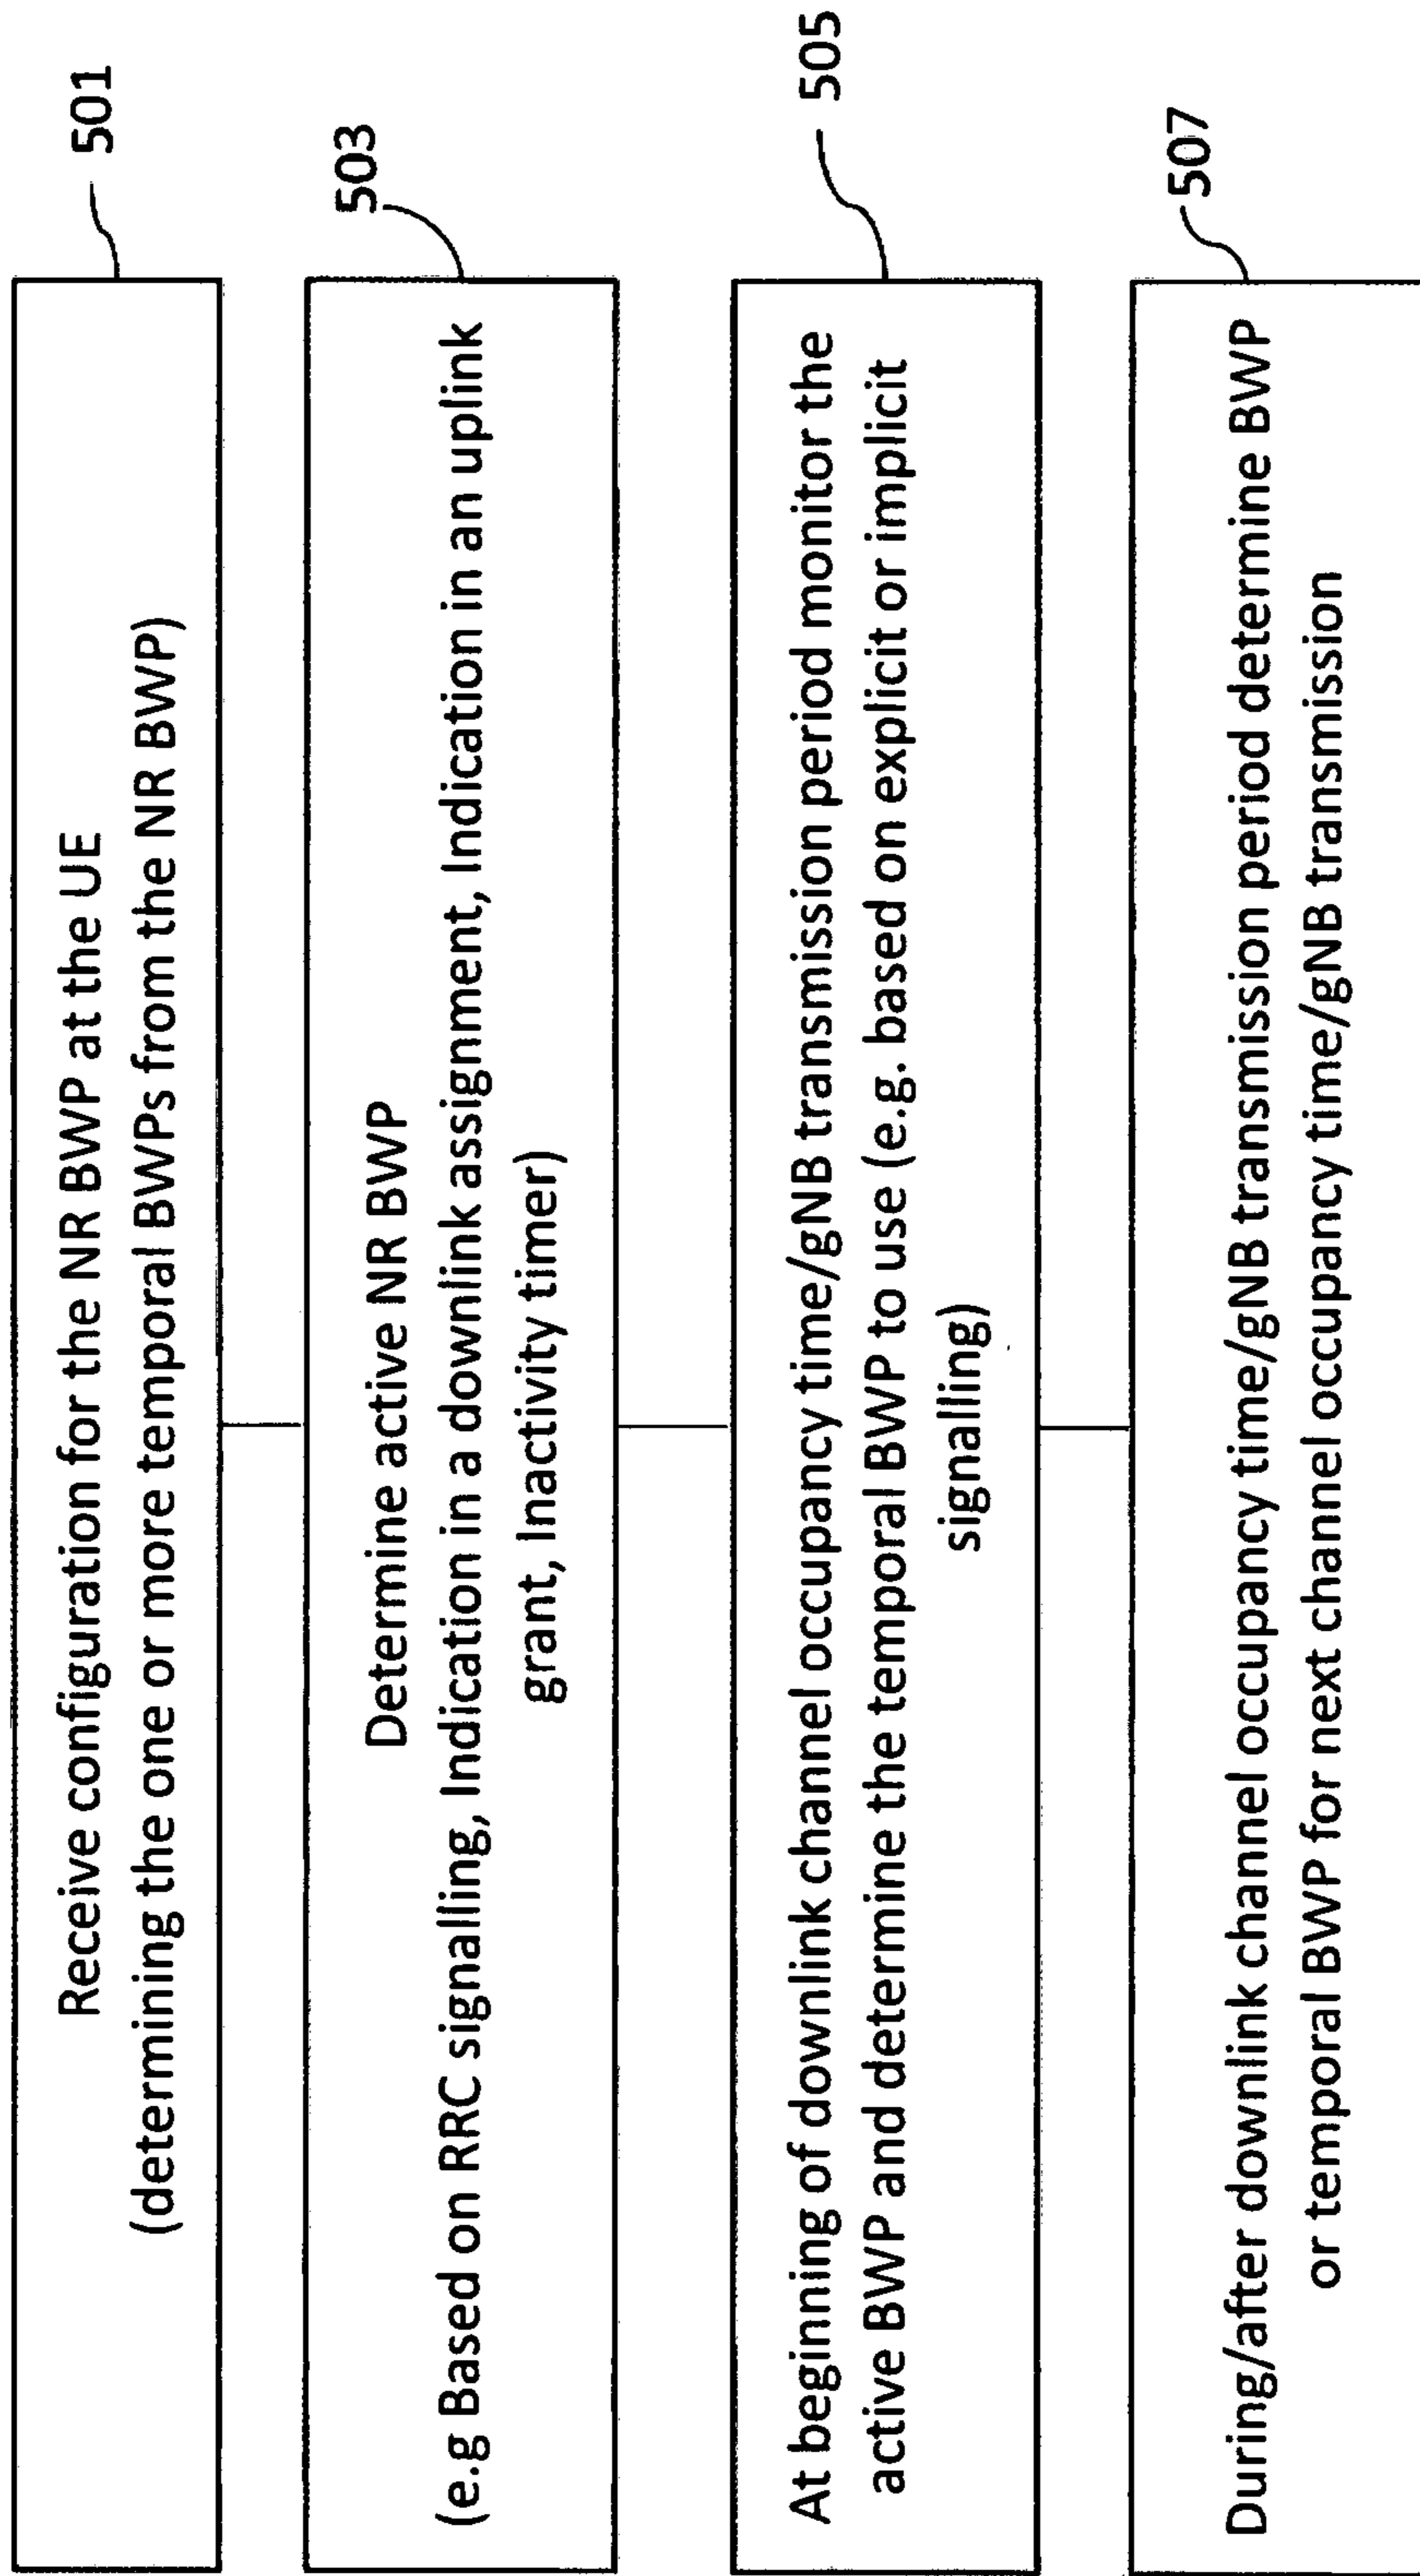 Receive configuration for the NR BWP at the UE
(determining the one or more temporal BWPs from the NR BWP)
501
Determine active NR BWP
(e.g Based on RRC signalling, Indication in a downlink assignment, Indication in an uplink
grant, Inactivity timer)
503
At beginning of downlink channel occupancy time/gNB transmission period monitor the
active BWP and determine the temporal BWP to use (e.g. based on explicit or implicit
signalling)
505
During/after downlink channel occupancy time/gNB transmission period determine BWP
or temporal BWP for next channel occupancy time/gNB transmission
507